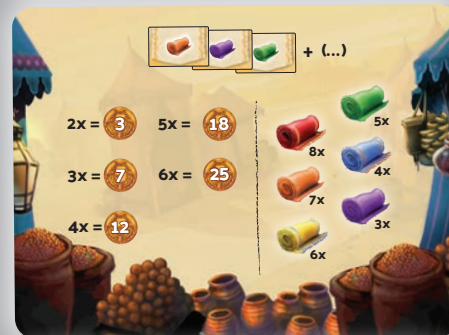 + (...)
2x = 3
5x = 18
3x = 7
6x = 25
4x = 12
5x
8x
4x
7x
3x
6x